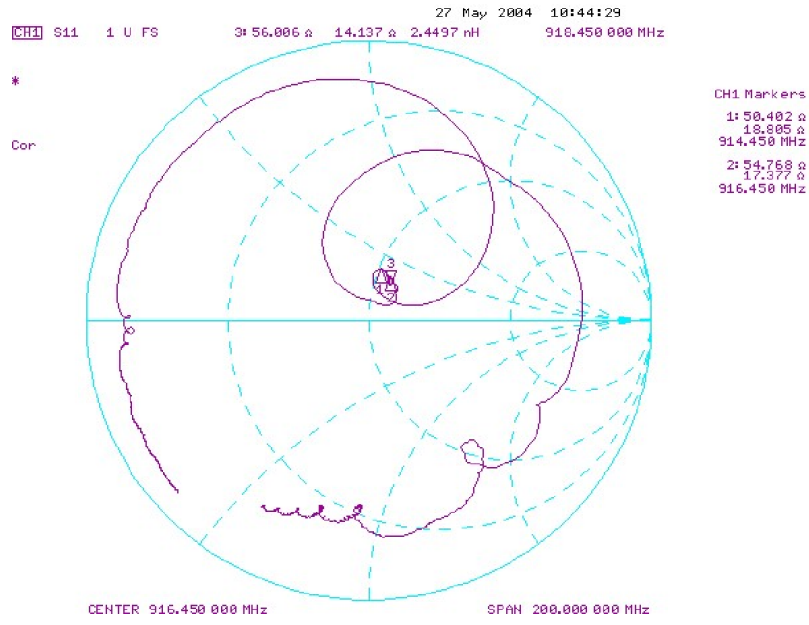 27 May 2004 10:44:29
CH1 S11 1 U FS 3: 56.006 Ω 14.137 Ω 2.4497 nH 918.450 000 MHz
*
CH1 Markers
1: 50.402 Ω
18.805 Ω
914.450 MHz
Cor
2: 54.768 Ω
17.377 Ω
916.450 MHz
3
1
2
CENTER 916.450 000 MHz SPAN 200.000 000 MHz